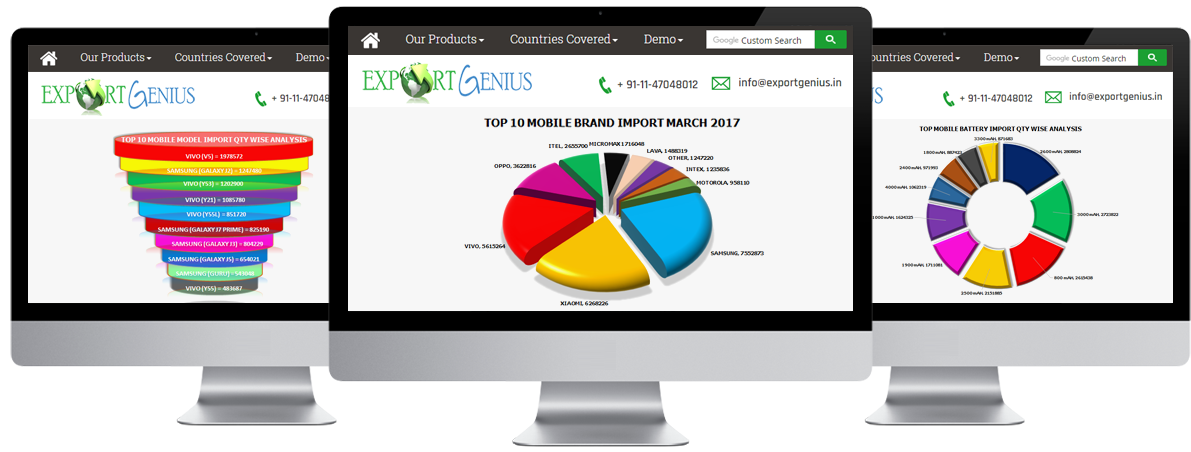 Our Products
Countries Covered
Demo
EXPORT GENIUS
+ 91-11-47048
TOP 10 MOBILE MODEL IMPORT QTY WISE ANALYSIS
VIVO (V5) = 1978572
SAMSUNG (GALAXY J2) = 1247480
VIVO (Y53) = 1202900
VIVO (Y21) = 1085780
VIVO (Y55L) = 851720
SAMSUNG (GALAXY J7 PRIME) = 825190
SAMSUNG (GALAXY J3) = 804229
SAMSUNG (GALAXY J5) = 654021
SAMSUNG (GURU) =
VIVO (Y55) = 483687
Our Products
Countries Covered
Demo
Google Custom Search
EXPORT GENIUS
+ 91-11-47048012
info@exportgenius.in
TOP 10 MOBILE BRAND IMPORT MARCH 2017
MICROMAX 1716048
ITEL, 2655700
LAVA, 1488319
OTHER, 1247220
OPPO, 3622816
INTEX, 1235836
MOTOROLA, 958110
VIVO, 5615264
SAMSUNG, 7552873
XIAOMI, 6268226
ountries Covered
Demo
Google Custom Search
US
+ 91-11-47048012
info@exportgenius.in
TOP MOBILE BATTERY IMPORT QTY WISE ANALYSIS
3300 mAH, 871683
1800 mAH, 887425
2600 mAH, 2808824
2400 mAH, 971993
4000 mAH, 1062319
1000 mAH, 1624325
3000 mAH, 2723822
1900 mAH, 1711081
800 mAH, 2615438
2500 mAH, 2151885